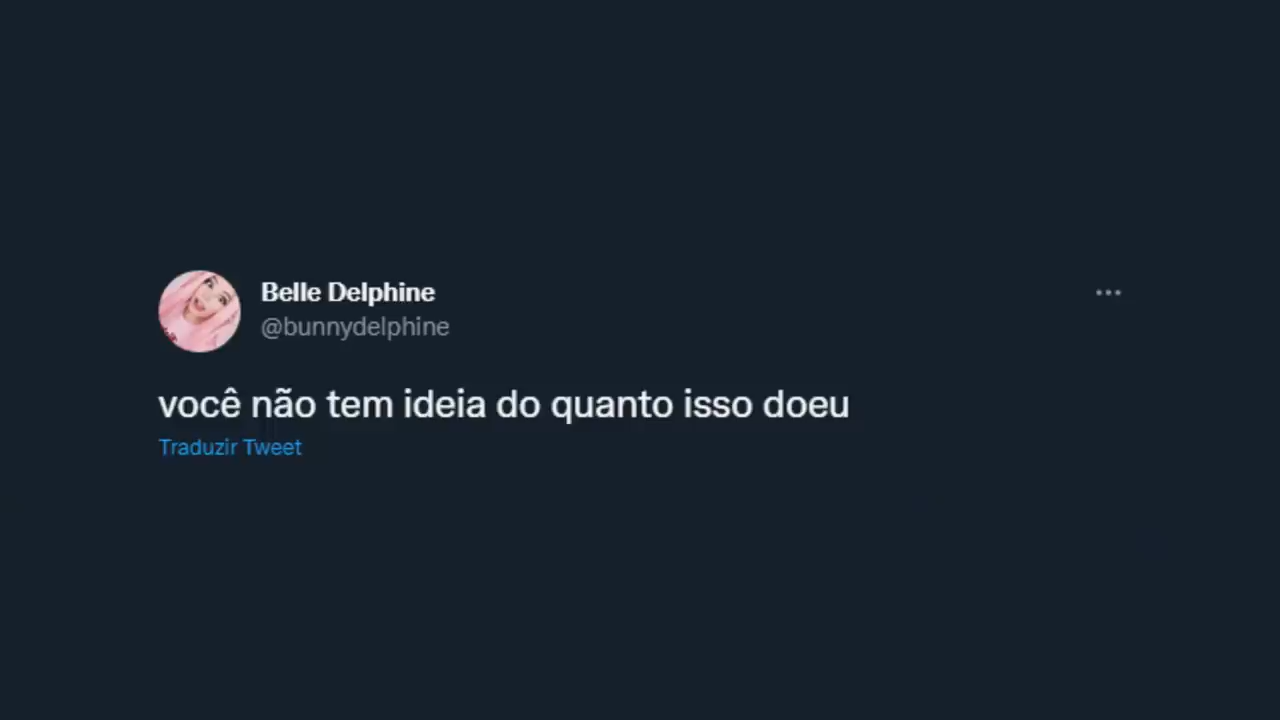 Belle Delphine
@bunnydelphine
você não tem ideia do quanto isso doeu
Traduzir Tweet